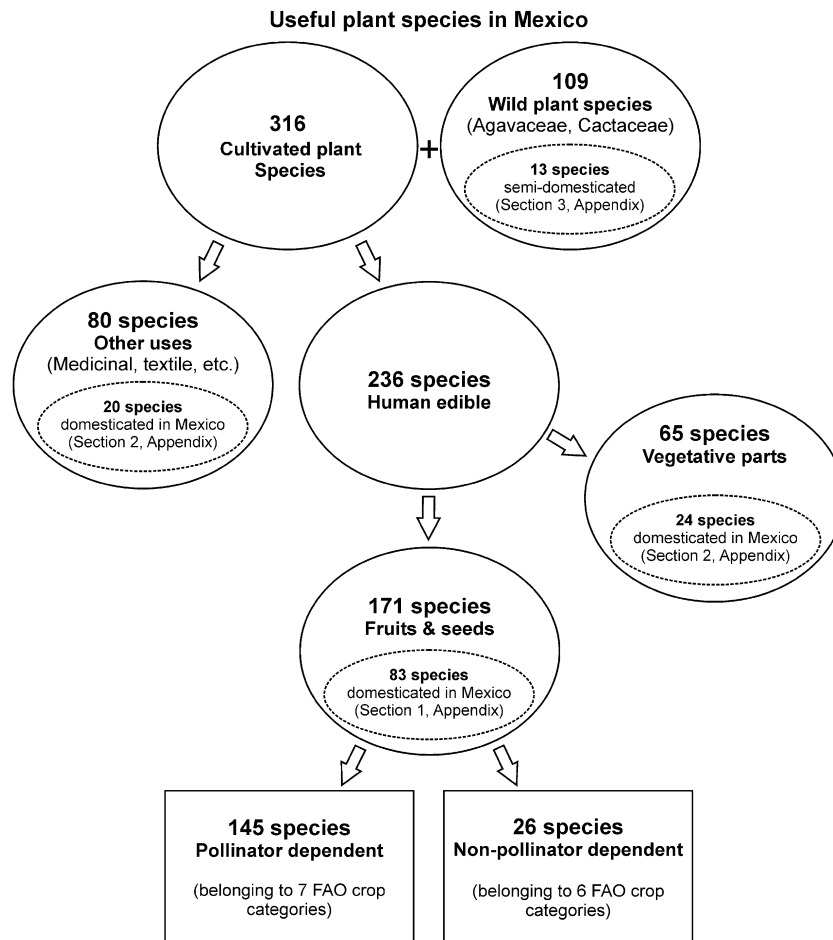 Useful plant species in Mexico
316
Cultivated plant
Species
+
109
Wild plant species
(Agavaceae, Cactaceae)
13 species
semi-domesticated
(Section 3, Appendix)
80 species
Other uses
(Medicinal, textile, etc.)
20 species
domesticated in Mexico
(Section 2, Appendix)
236 species
Human edible
65 species
Vegetative parts
24 species
domesticated in Mexico
(Section 2, Appendix)
171 species
Fruits & seeds
83 species
domesticated in Mexico
(Section 1, Appendix)
145 species
Pollinator dependent
(belonging to 7 FAO crop
categories)
26 species
Non-pollinator dependent
(belonging to 6 FAO crop
categories)